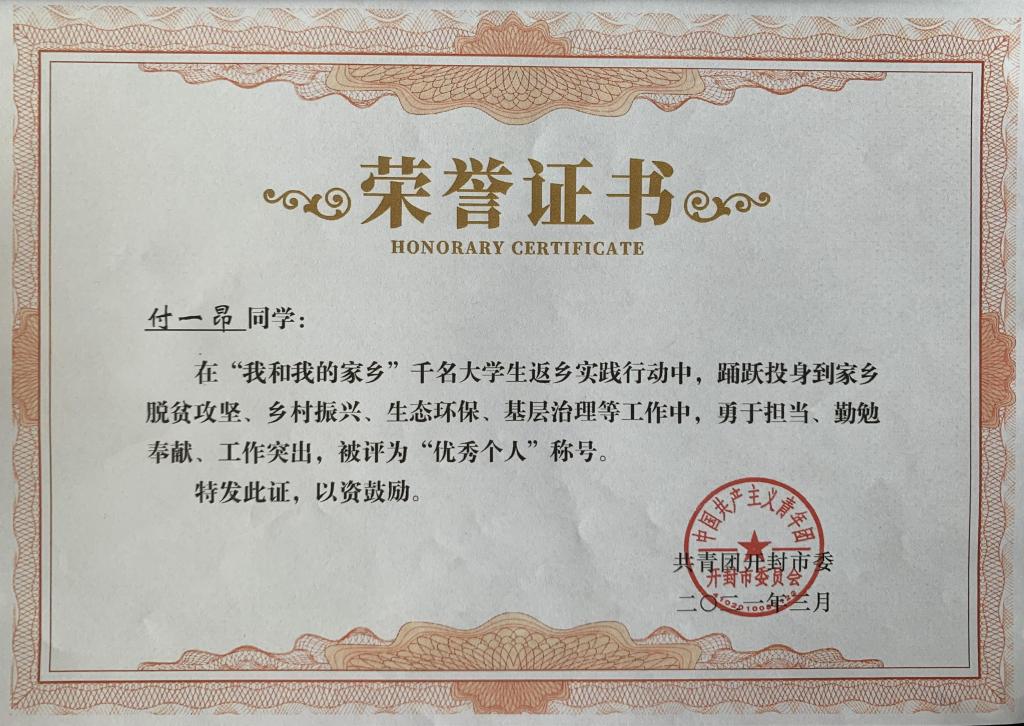 荣誉证书
HONORARY CERTIFICATE
付一昂同学：
在“我和我的家乡”千名大学生返乡实践行动中，踊跃投身到家乡
脱贫攻坚、乡村振兴、生态环保、基层治理等工作中，勇于担当、勤勉
奉献、工作突出，被评为“优秀个人”称号。
特发此证，以资鼓励。
中国共产主义青年团
共青团开封市委
开封市委员会
二〇二一年三月